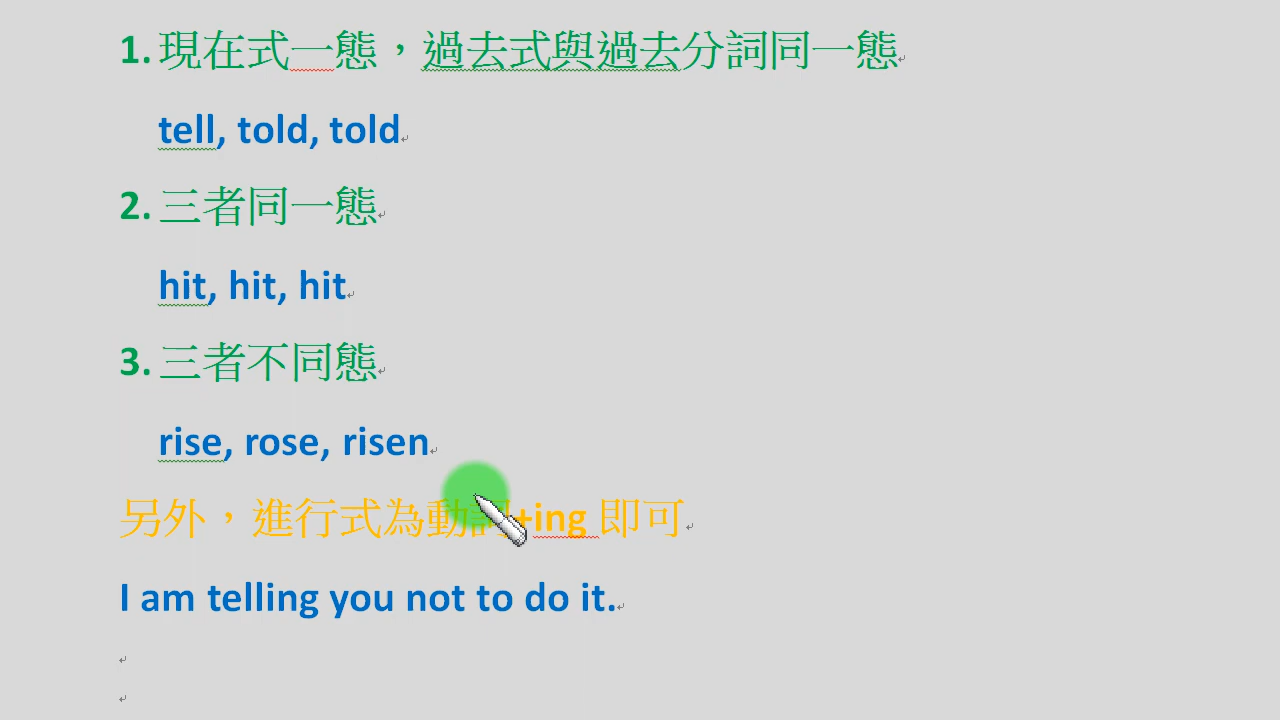 1. 現在式一態，過去式與過去分詞同一態
tell, told, told
2. 三者同一態
hit, hit, hit
3. 三者不同態
rise, rose, risen
另外，進行式為動詞+ing 即可
I am telling you not to do it.